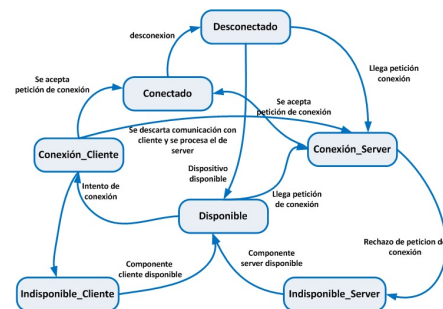 Desconectado
desconexion
Llega petición
conexión
Se acepta
petición de conexión
Conectado
Se acepta
petición de conexión
Se descarta comunicación con
cliente y se procesa el de
server
Conexión_Cliente
Conexión_Server
Intento de
conexión
Dispositivo
disponible
Llega petición
de conexión
Disponible
Rechazo de peticion de
conexión
Componente
cliente disponible
Componente
server disponible
Indisponible_Cliente
Indisponible_Server